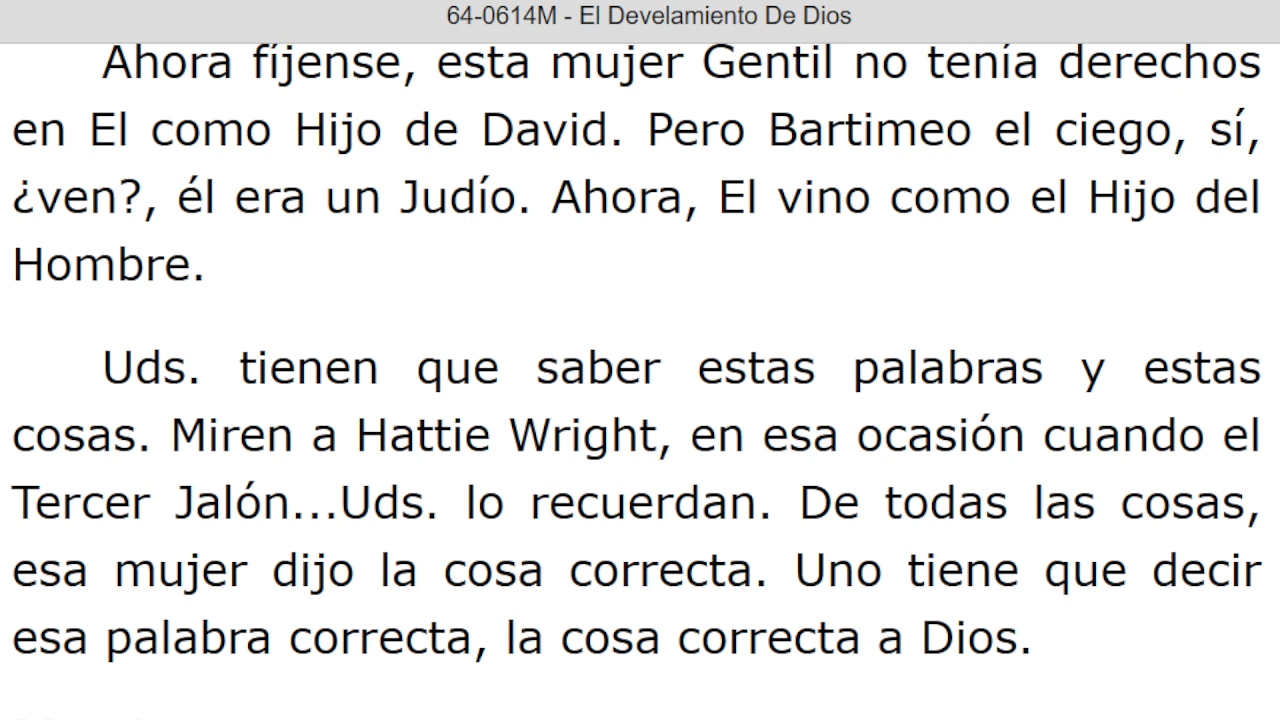 64-0614M - El Develamiento De Dios
Ahora fíjense, esta mujer Gentil no tenía derechos
en El como Hijo de David. Pero Bartimeo el ciego, sí,
¿ven?, él era un Judío. Ahora, El vino como el Hijo del
Hombre.
Uds. tienen que saber estas palabras y estas
cosas. Miren a Hattie Wright, en esa ocasión cuando el
Tercer Jalón...Uds. lo recuerdan. De todas las cosas,
esa mujer dijo la cosa correcta. Uno tiene que decir
esa palabra correcta, la cosa correcta a Dios.